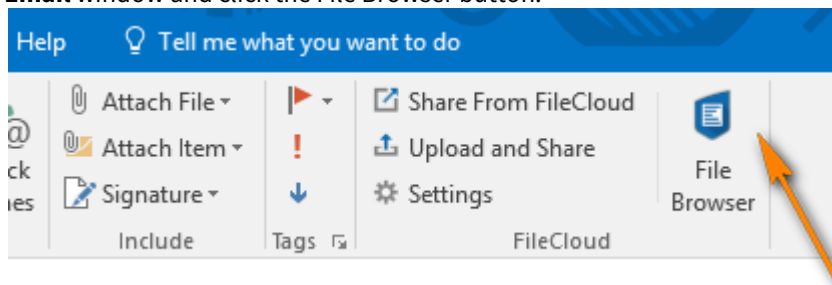 Email window and click the File Browser button.
Help Tell me what you want to do
Attach File Share From FileCloud
Attach Item ! Upload and Share
Signature Settings
File
Browser
Include Tags FileCloud